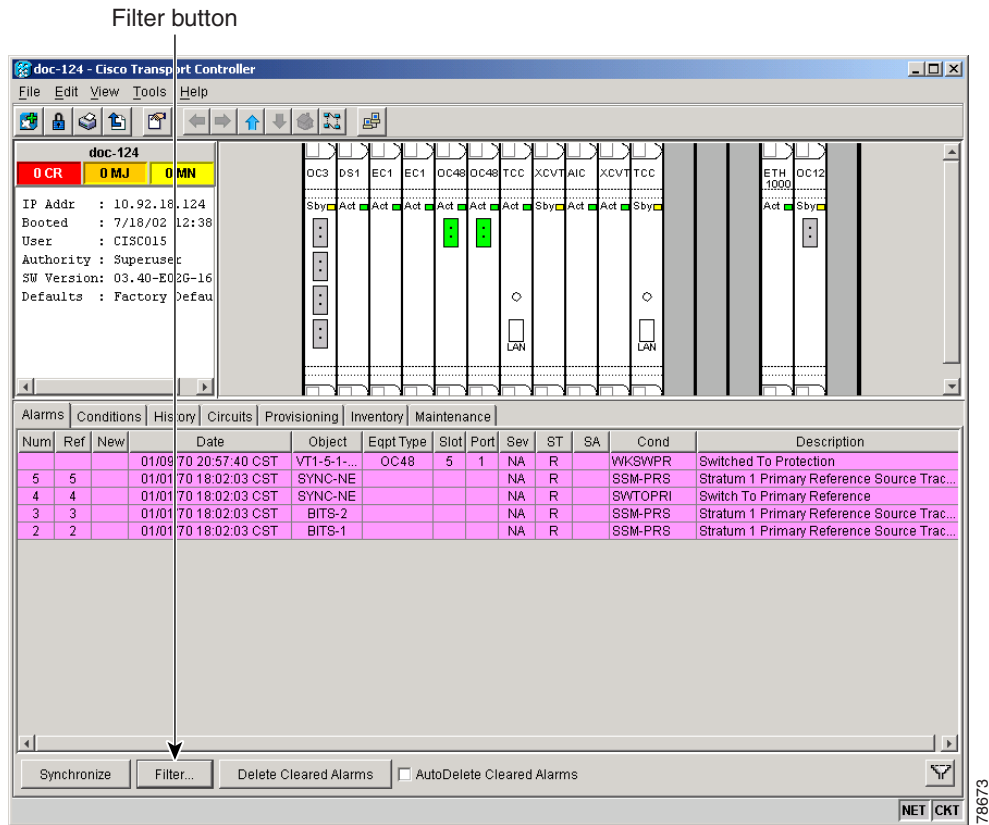 Filter button
doc-124 - Cisco Transport Controller
File Edit View Tools Help
doc-124
0 CR 0 MJ 0 MN
IP Addr : 10.92.18.124
Booted : 7/18/02 12:38
User : CISCO15
Authority : Superuser
SW Version: 03.40-E02G-16
Defaults : Factory Defau
OC3 DS1 EC1 EC1 OC48 OC48 TCC XCVT AIC XCVT TCC ETH 1000 OC12
Sby Act Act Act Act Act Act Sby Act Act Sby Act Sby
LAN LAN
Alarms Conditions History Circuits Provisioning Inventory Maintenance
Num Ref New Date Object Eqpt Type Slot Port Sev ST SA Cond Description
01/09/70 20:57:40 CST VT1-5-1-... OC48 5 1 NA R WKSWPR Switched To Protection
5 5 01/01/70 18:02:03 CST SYNC-NE NA R SSM-PRS Stratum 1 Primary Reference Source Trac...
4 4 01/01/70 18:02:03 CST SYNC-NE NA R SWTOPRI Switch To Primary Reference
3 3 01/01/70 18:02:03 CST BITS-2 NA R SSM-PRS Stratum 1 Primary Reference Source Trac...
2 2 01/01/70 18:02:03 CST BITS-1 NA R SSM-PRS Stratum 1 Primary Reference Source Trac...
Synchronize Filter... Delete Cleared Alarms AutoDelete Cleared Alarms
NET CKT
78673